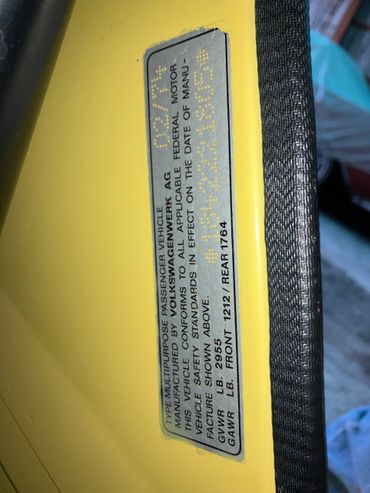 TYPE MULTIPURPOSE PASSENGER VEHICLE
MANUFACTURED BY VOLKSWAGENWERK AG 02/74
THIS VEHICLE CONFORMS TO ALL APPLICABLE FEDERAL MOTOR
VEHICLE SAFETY STANDARDS IN EFFECT ON THE DATE OF MANU-
FACTURE SHOWN ABOVE.
GVWR LB. 2955
GAWR LB. FRONT 1212 / REAR 1764